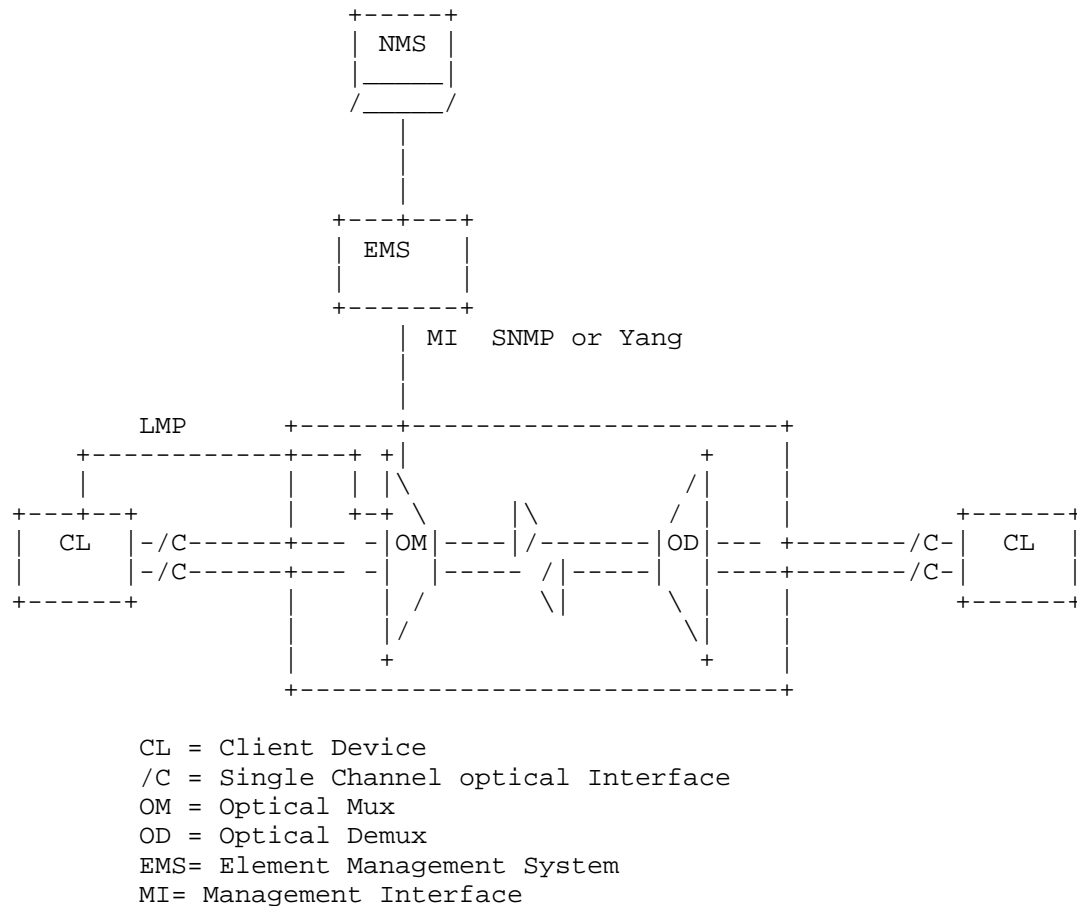 NMS
EMS
MI SNMP or Yang
LMP
CL -/C OM OD /C- CL
-/C /C-
CL = Client Device
/C = Single Channel optical Interface
OM = Optical Mux
OD = Optical Demux
EMS= Element Management System
MI= Management Interface